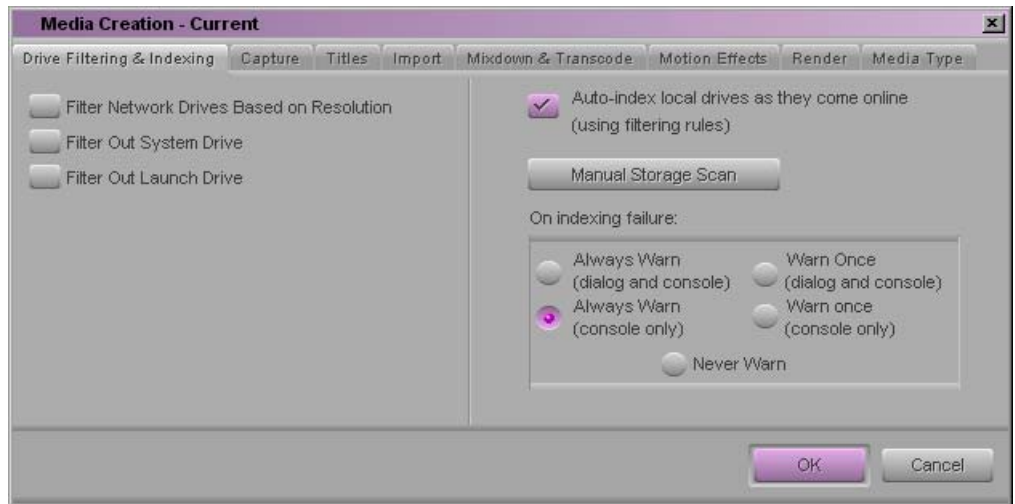 Media Creation - Current
Drive Filtering & Indexing Capture Titles Import Mixdown & Transcode Motion Effects Render Media Type
Filter Network Drives Based on Resolution
Filter Out System Drive
Filter Out Launch Drive
Auto-index local drives as they come online
(using filtering rules)
Manual Storage Scan
On indexing failure:
Always Warn
(dialog and console)
Warn Once
(dialog and console)
Always Warn
(console only)
Warn once
(console only)
Never Warn
OK Cancel